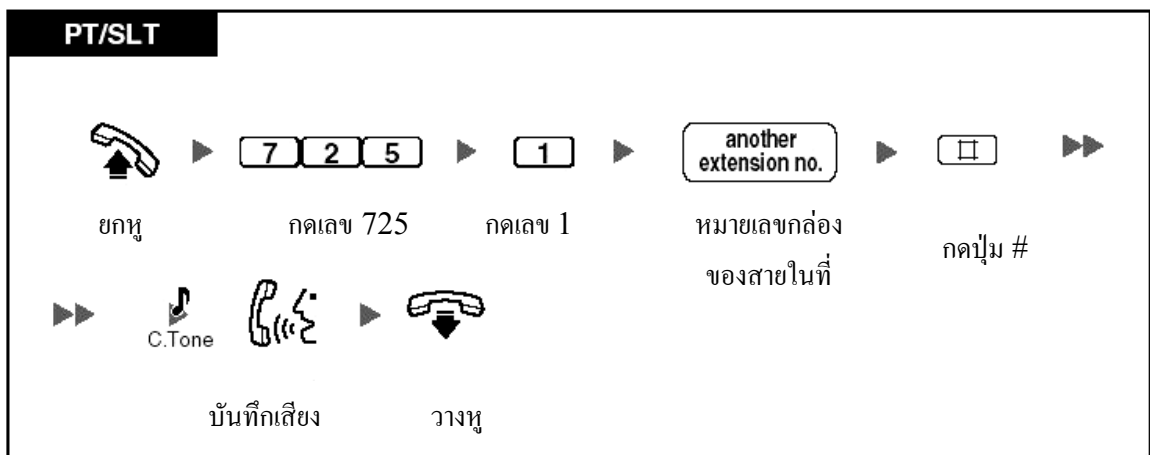 PT/SLT
7 2 5
1
another
extension no.
#
ยกหู
กดเลข 725
กดเลข 1
หมายเลขกล่อง
ของสายในที่
กดปุ่ม #
C.Tone
บันทึกเสียง
วางหู